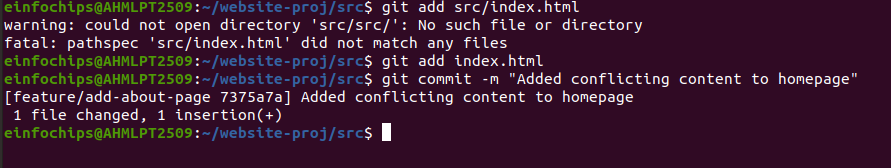 einfochips@AHMLPT2509:~/website-proj/src$ git add src/index.html
warning: could not open directory 'src/src/': No such file or directory
fatal: pathspec 'src/index.html' did not match any files
einfochips@AHMLPT2509:~/website-proj/src$ git add index.html
einfochips@AHMLPT2509:~/website-proj/src$ git commit -m "Added conflicting content to homepage"
[feature/add-about-page 7375a7a] Added conflicting content to homepage
 1 file changed, 1 insertion(+)
einfochips@AHMLPT2509:~/website-proj/src$